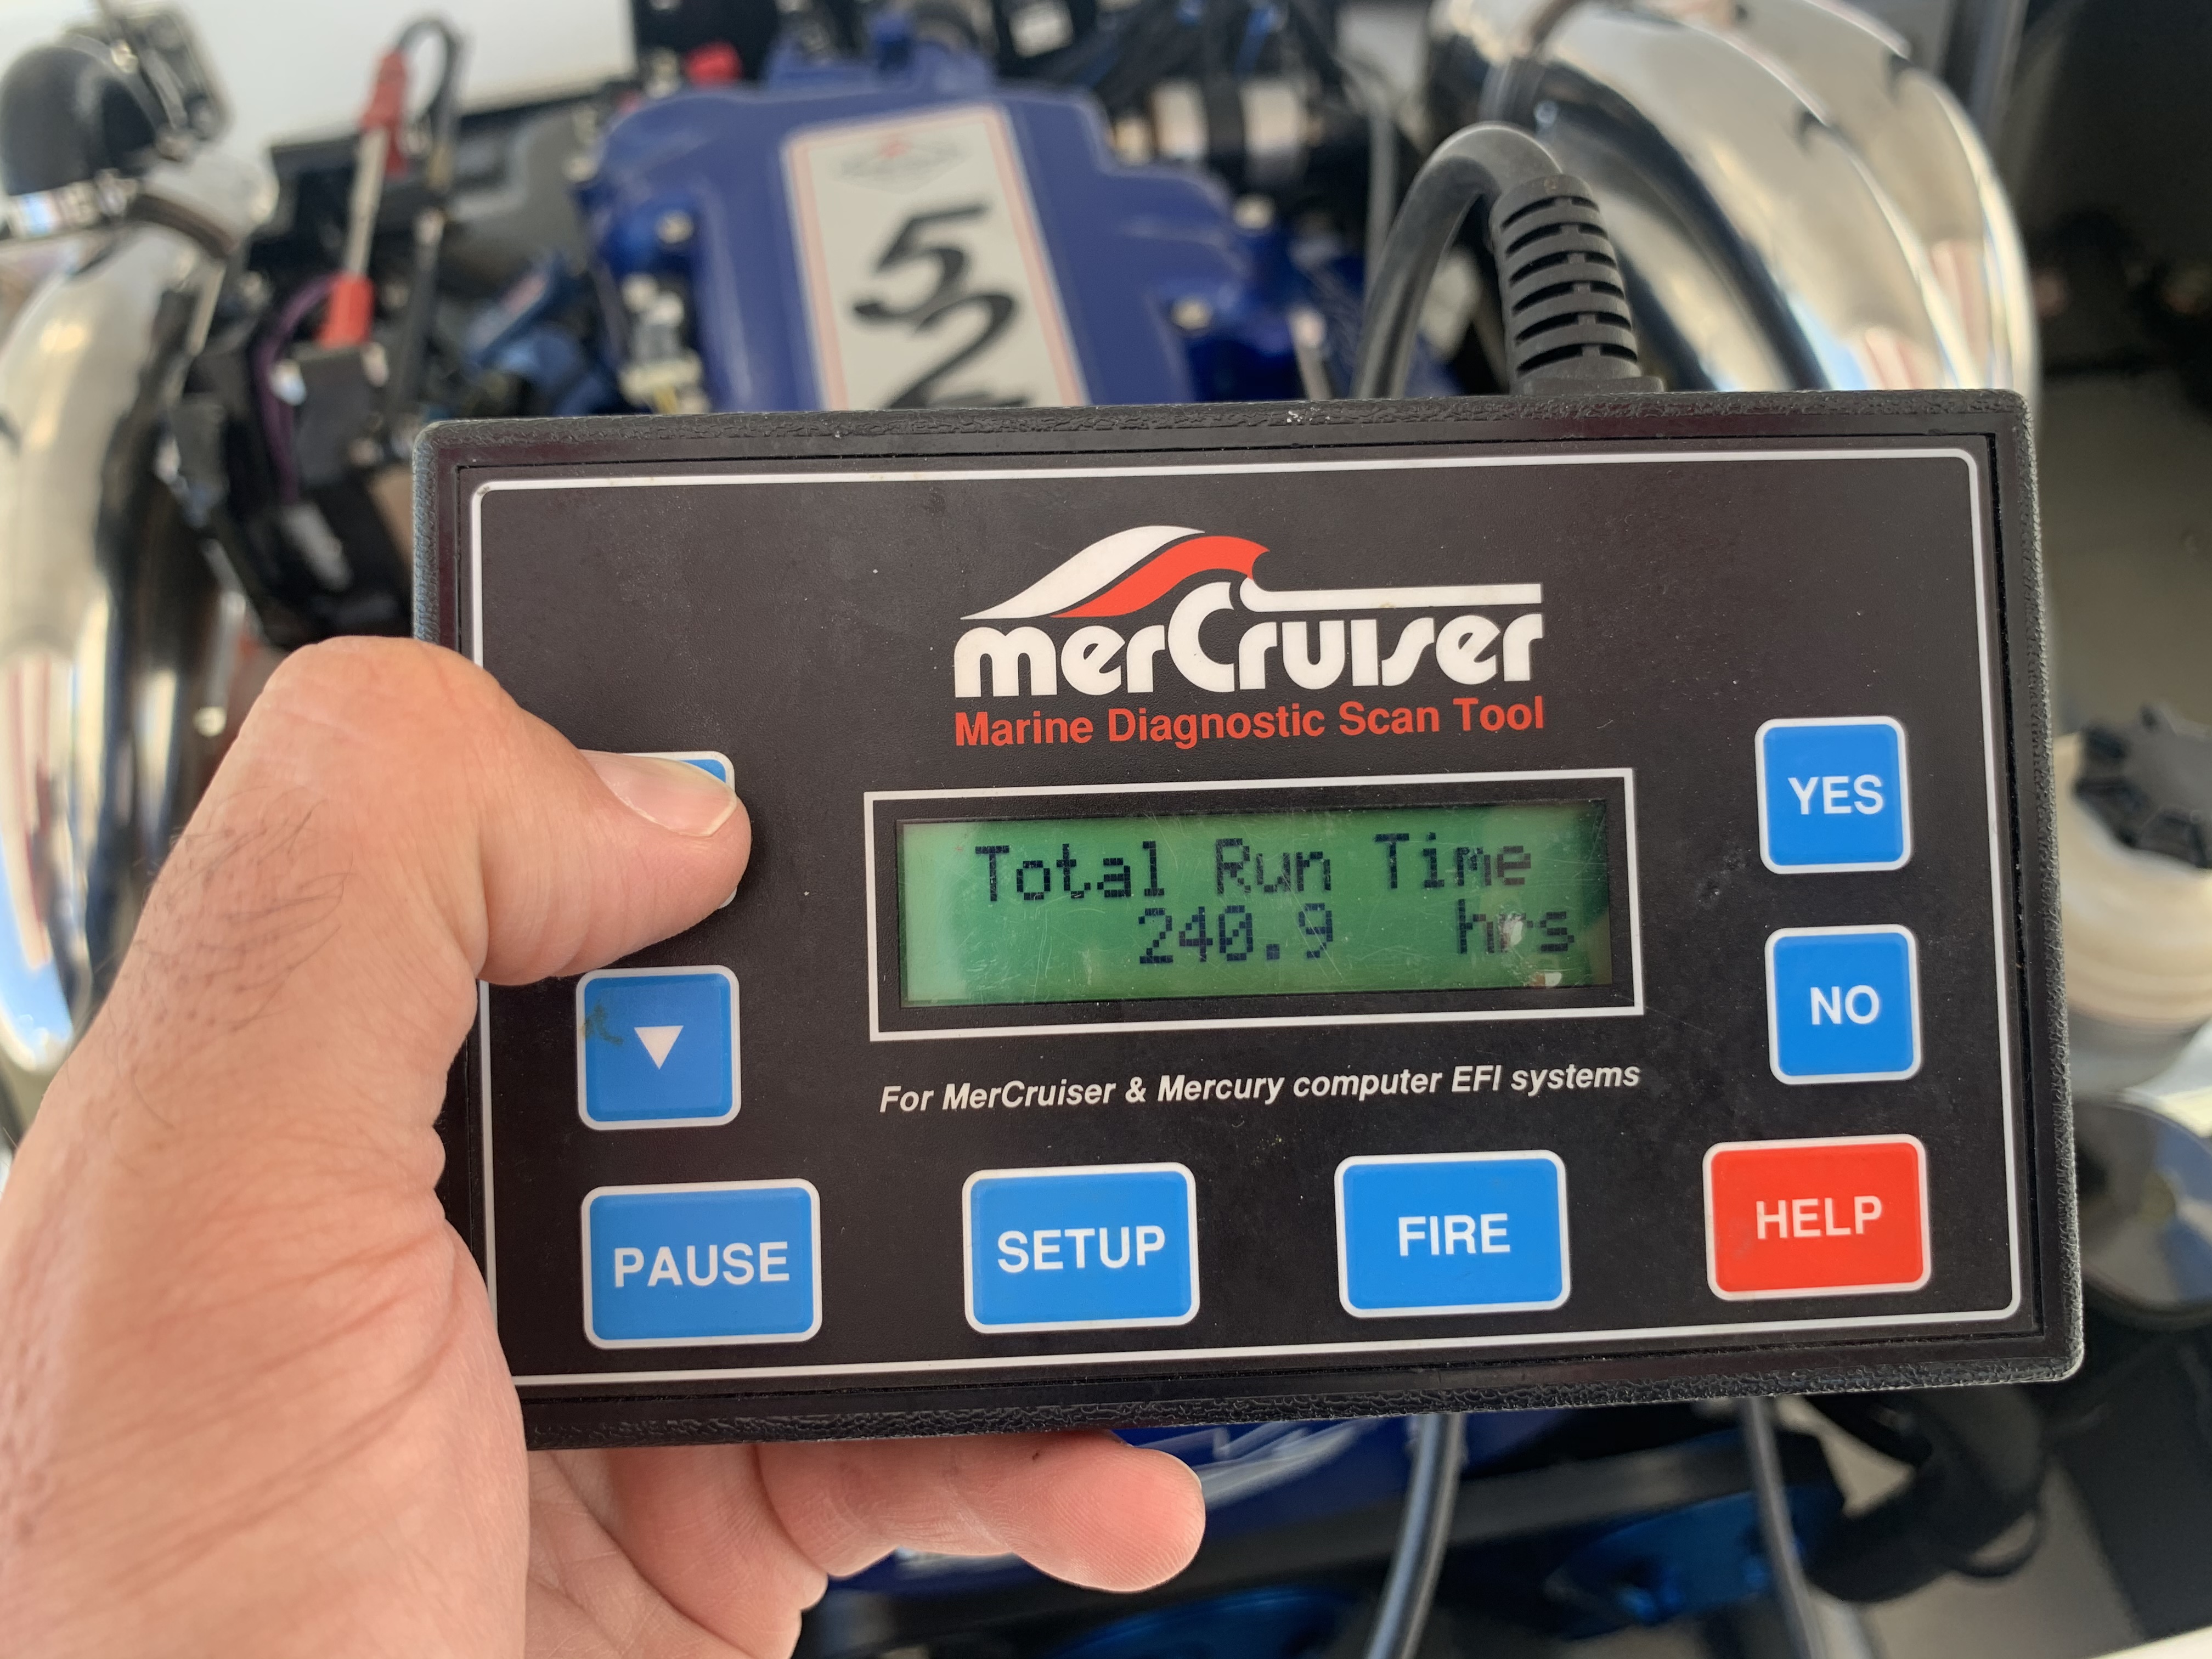 52
merCruiser
Marine Diagnostic Scan Tool
Total Run Time
240.9 hrs
For MerCruiser & Mercury computer EFI systems
YES
NO
PAUSE
SETUP
FIRE
HELP